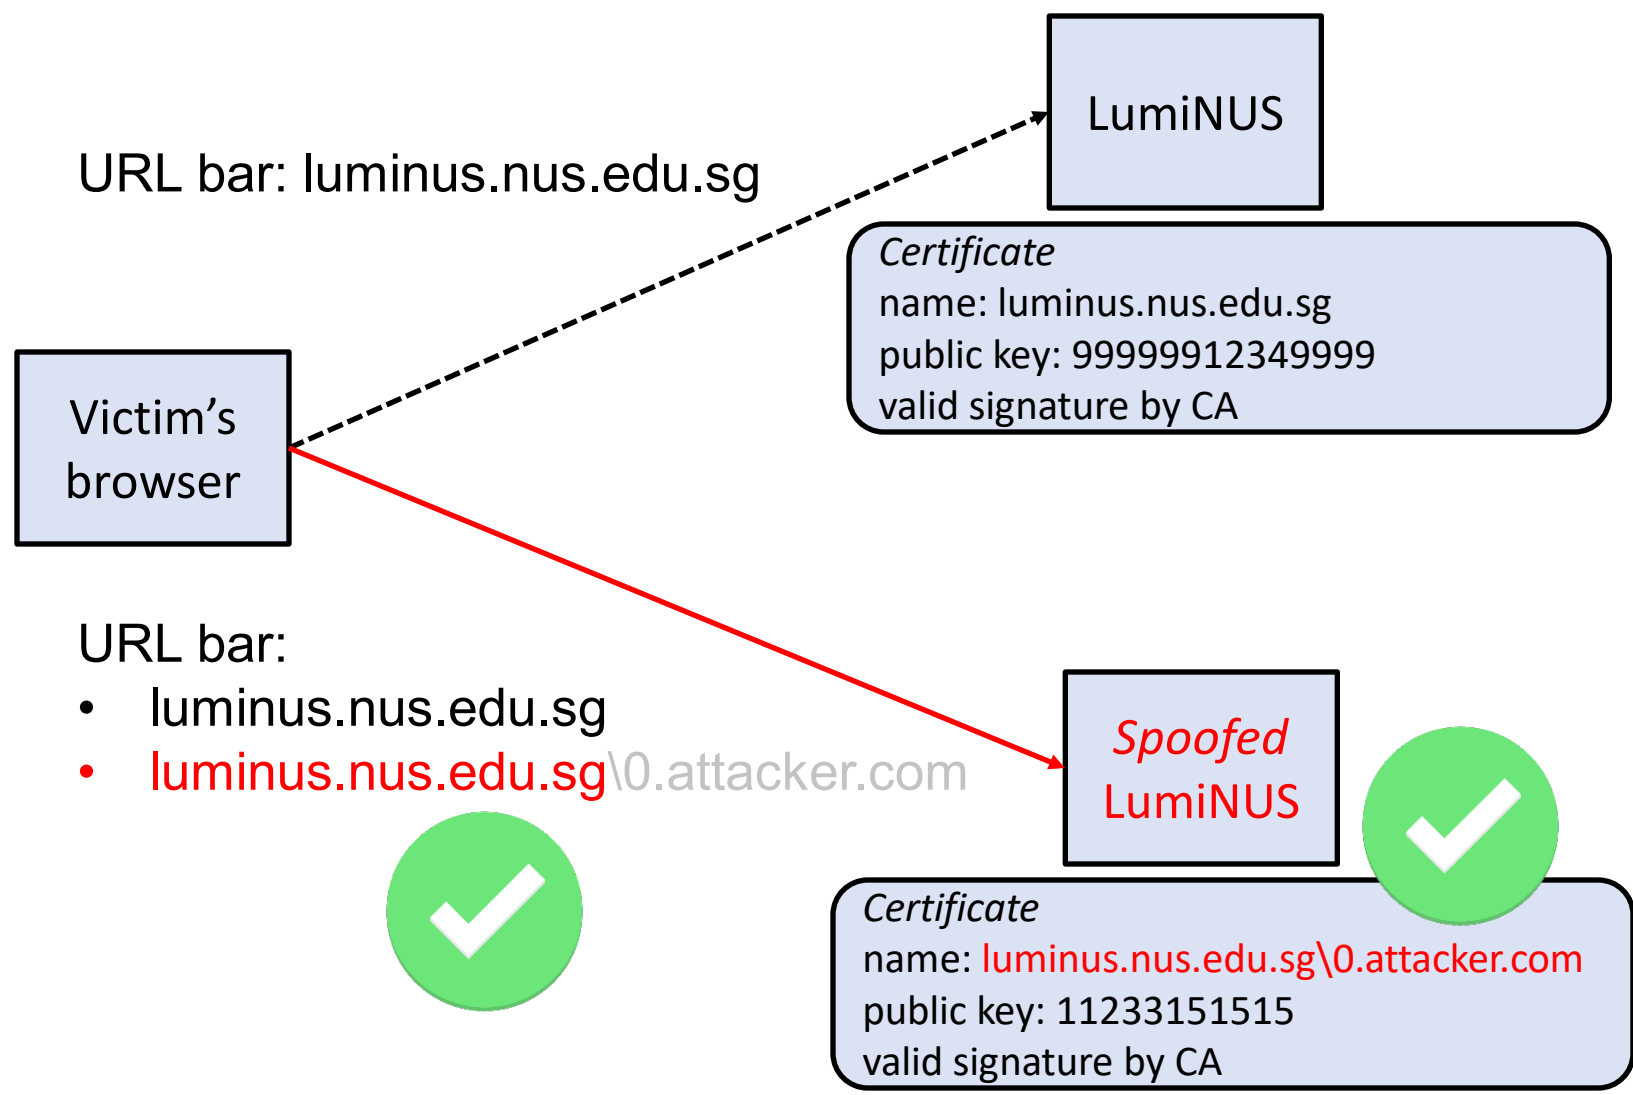 LumiNUS
URL bar: luminus.nus.edu.sg
Certificate
name: luminus.nus.edu.sg
public key: 99999912349999
valid signature by CA
Victim’s
browser
URL bar:
• luminus.nus.edu.sg
• luminus.nus.edu.sg\0.attacker.com
Spoofed
LumiNUS
Certificate
name: luminus.nus.edu.sg\0.attacker.com
public key: 11233151515
valid signature by CA